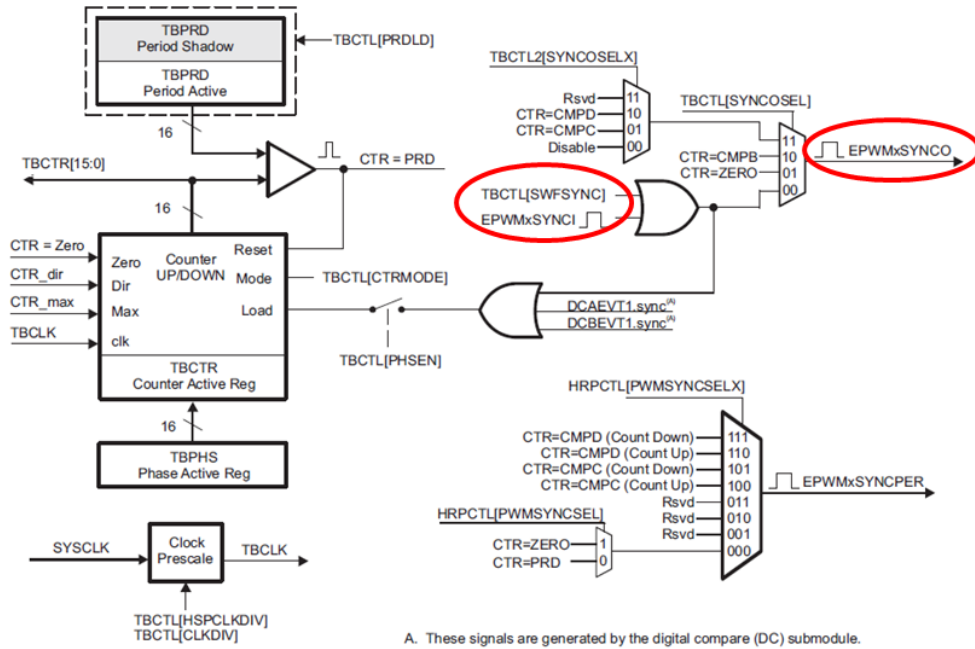 TBPRD
Period Shadow
TBPRD
Period Active
TBCTL[PRDLD]
16
TBCTR[15:0]
CTR = PRD
16
CTR = Zero
CTR_dir
CTR_max
TBCLK
Zero
Dir
Max
clk
Counter
UP/DOWN
Reset
Mode
Load
TBCTR
Counter Active Reg
TBCTL[CTRMODE]
TBCTL[PHSEN]
16
TBPHS
Phase Active Reg
SYSCLK
Clock
Prescale
TBCLK
TBCTL[HSPCLKDIV]
TBCTL[CLKDIV]
TBCTL2[SYNCOSELX]
Rsvd 11
CTR=CMPD 10
CTR=CMPC 01
Disable 00
TBCTL[SYNCOSEL]
11
CTR=CMPB 10
CTR=ZERO 01
00
EPWMxSYNCO
TBCTL[SWFSYNC]
EPWMxSYNCI
DCAEVT1.sync(A)
DCBEVT1.sync(A)
HRPCTL[PWMSYNCSELX]
CTR=CMPD (Count Down) 111
CTR=CMPD (Count Up) 110
CTR=CMPC (Count Down) 101
CTR=CMPC (Count Up) 100
Rsvd 011
Rsvd 010
Rsvd 001
000
EPWMxSYNCPER
HRPCTL[PWMSYNCSEL]
CTR=ZERO 1
CTR=PRD 0
A. These signals are generated by the digital compare (DC) submodule.